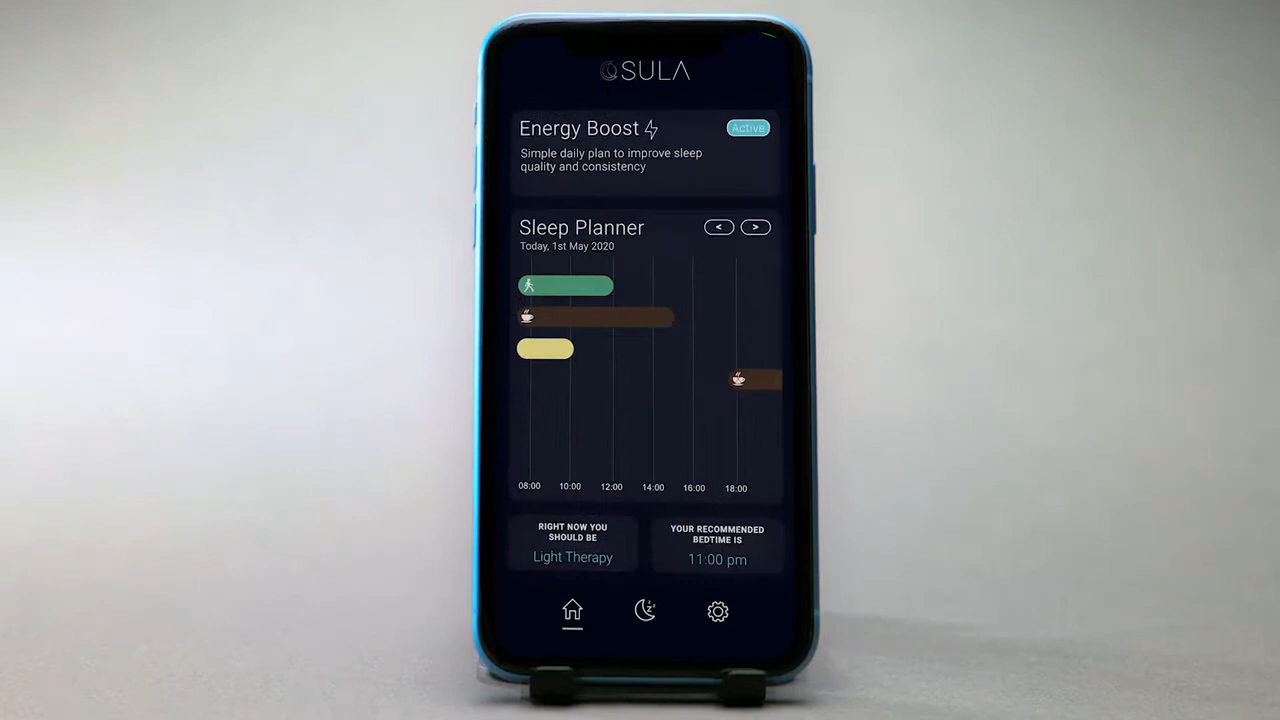 SULA
Energy Boost
Active
Simple daily plan to improve sleep
quality and consistency
Sleep Planner
< >
Today, 1st May 2020
08:00 10:00 12:00 14:00 16:00 18:00
RIGHT NOW YOU
SHOULD BE
Light Therapy
YOUR RECOMMENDED
BEDTIME IS
11:00 pm